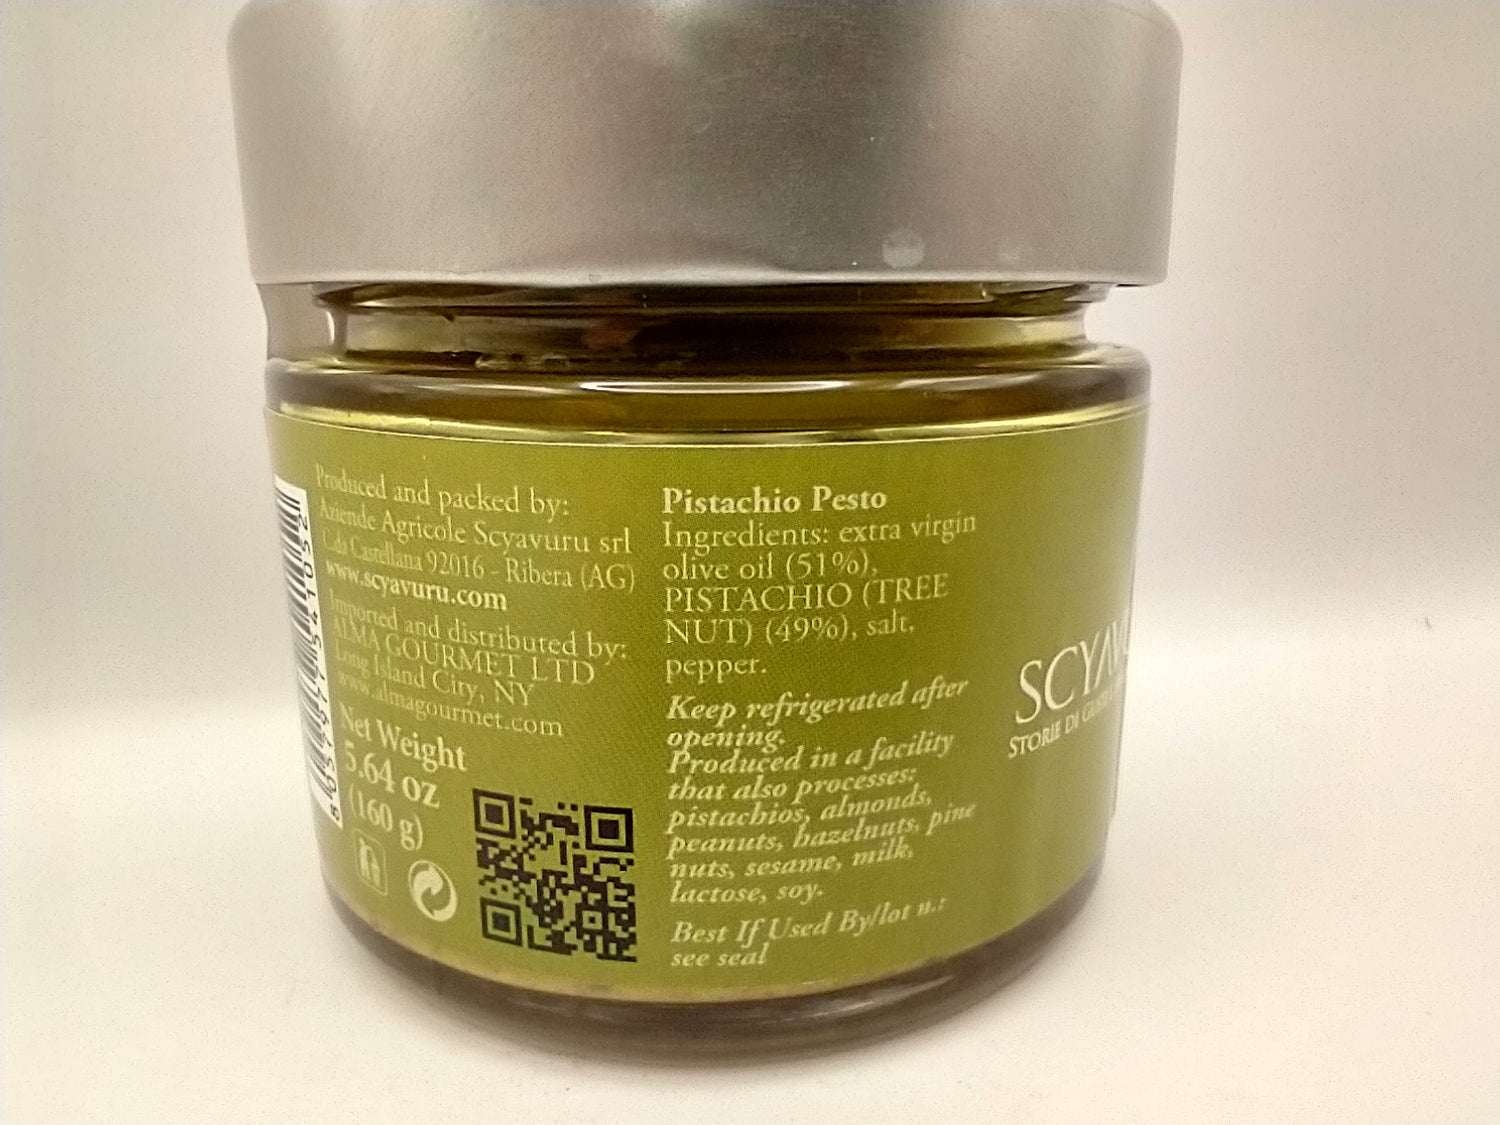 Produced and packed by:
Aziende Agricole Scyavuru srl
Cda Castellana 92016 - Ribera (AG)
www.scyavuru.com
Imported and distributed by:
ALMA GOURMET LTD
Long Island City, NY
www.almagourmet.com
Net Weight
5.64 oz
(160 g)
Pistachio Pesto
Ingredients: extra virgin
olive oil (51%),
PISTACHIO (TREE
NUT) (49%), salt,
pepper.
Keep refrigerated after
opening.
Produced in a facility
that also processes:
pistachios, almonds,
peanuts, hazelnuts, pine
nuts, sesame, milk,
lactose, soy.
Best If Used By/lot n.:
see seal
STORIE DI